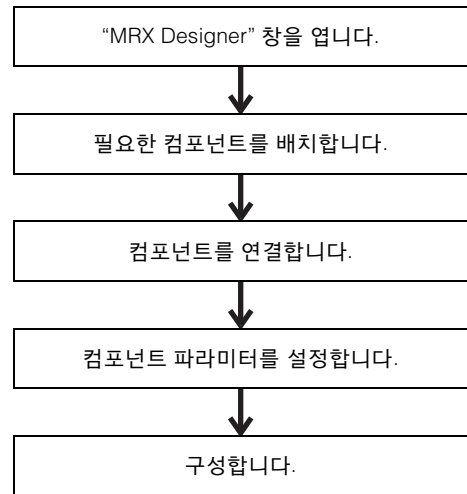 “MRX Designer” 창을 엽니다.
필요한 컴포넌트를 배치합니다.
컴포넌트를 연결합니다.
컴포넌트 파라미터를 설정합니다.
구성합니다.